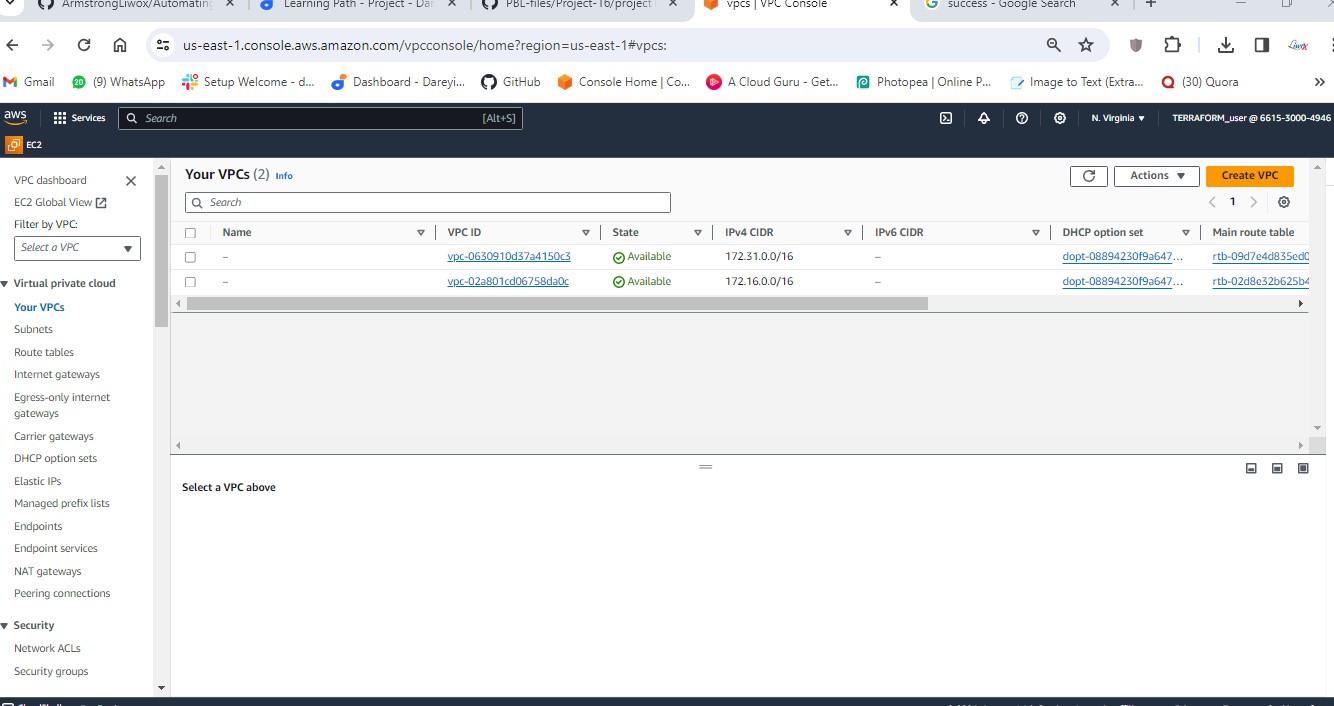 ArmstrongLiwox/Automating
Learning Path - Project - Dar
PBL-files/Project-16/project
vpcs | VPC Console
success - Google Search
us-east-1.console.aws.amazon.com/vpcconsole/home?region=us-east-1#vpcs:
Gmail
20
(9) WhatsApp
Setup Welcome - d...
Dashboard - Dareyi...
GitHub
Console Home | Co...
A Cloud Guru - Get...
Photopea | Online P...
Image to Text (Extra...
(30) Quora
aws
Services
Search
[Alt+S]
N. Virginia
TERRAFORM_user @ 6615-3000-4946
EC2
VPC dashboard
EC2 Global View
Filter by VPC:
Select a VPC
Virtual private cloud
Your VPCs
Subnets
Route tables
Internet gateways
Egress-only internet
gateways
Carrier gateways
DHCP option sets
Elastic IPs
Managed prefix lists
Endpoints
Endpoint services
NAT gateways
Peering connections
Security
Network ACLs
Security groups
Your VPCs (2) Info
Actions
Create VPC
Search
1
Name VPC ID State IPv4 CIDR IPv6 CIDR DHCP option set Main route table
– vpc-0630910d37a4150c3 Available 172.31.0.0/16 – dopt-08894230f9a647... rtb-09d7e4d835ed0
– vpc-02a801cd06758da0c Available 172.16.0.0/16 – dopt-08894230f9a647... rtb-02d8e32b625b4
Select a VPC above